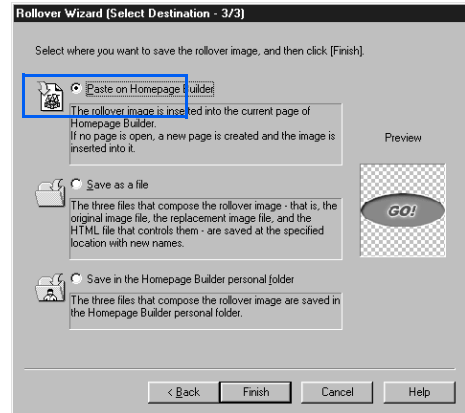 Rollover Wizard (Select Destination - 3/3)
Select where you want to save the rollover image, and then click [Finish].
Paste on Homepage Builder
The rollover image is inserted into the current page of
Homepage Builder.
If no page is open, a new page is created and the image is
inserted into it.
Preview
GO!
Save as a file
The three files that compose the rollover image - that is, the
original image file, the replacement image file, and the
HTML file that controls them - are saved at the specified
location with new names.
Save in the Homepage Builder personal folder
The three files that compose the rollover image are saved in
the Homepage Builder personal folder.
< Back Finish Cancel Help